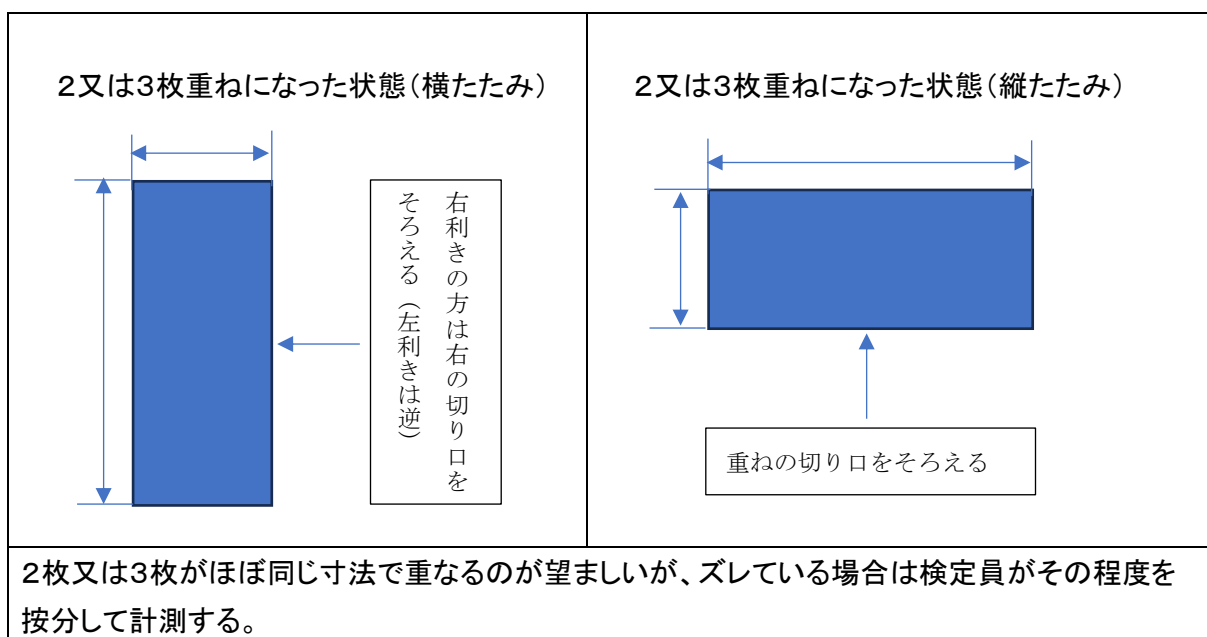 2又は3枚重ねになった状態(横たたみ)
右利きの方は右の切り口を
そろえる(左利きは逆)
2又は3枚重ねになった状態(縦たたみ)
重ねの切り口をそろえる
2枚又は3枚がほぼ同じ寸法で重なるのが望ましいが、ズレている場合は検定員がその程度を
按分して計測する。